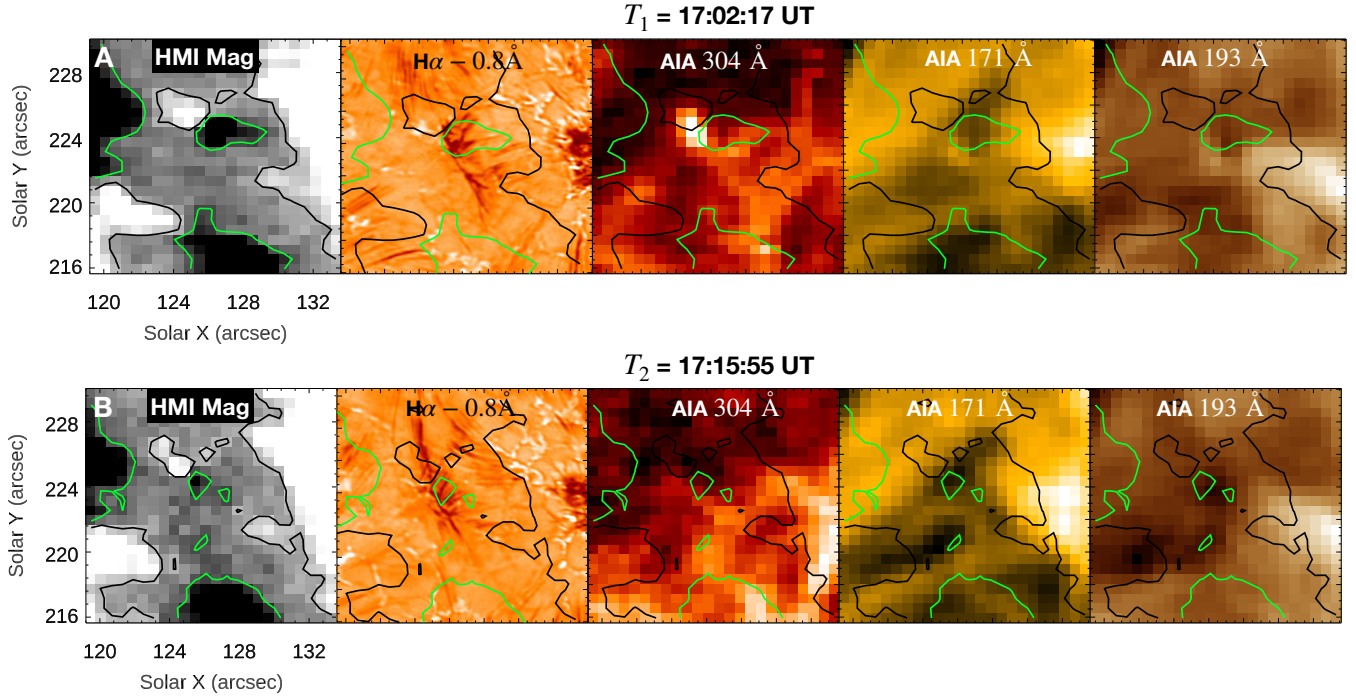 T₁ = 17:02:17 UT
A HMI Mag Hα − 0.8Å AIA 304 Å AIA 171 Å AIA 193 Å
228
224
220
216
Solar Y (arcsec)
120 124 128 132
Solar X (arcsec)
T₂ = 17:15:55 UT
B HMI Mag Hα − 0.8Å AIA 304 Å AIA 171 Å AIA 193 Å
228
224
220
216
Solar Y (arcsec)
120 124 128 132
Solar X (arcsec)